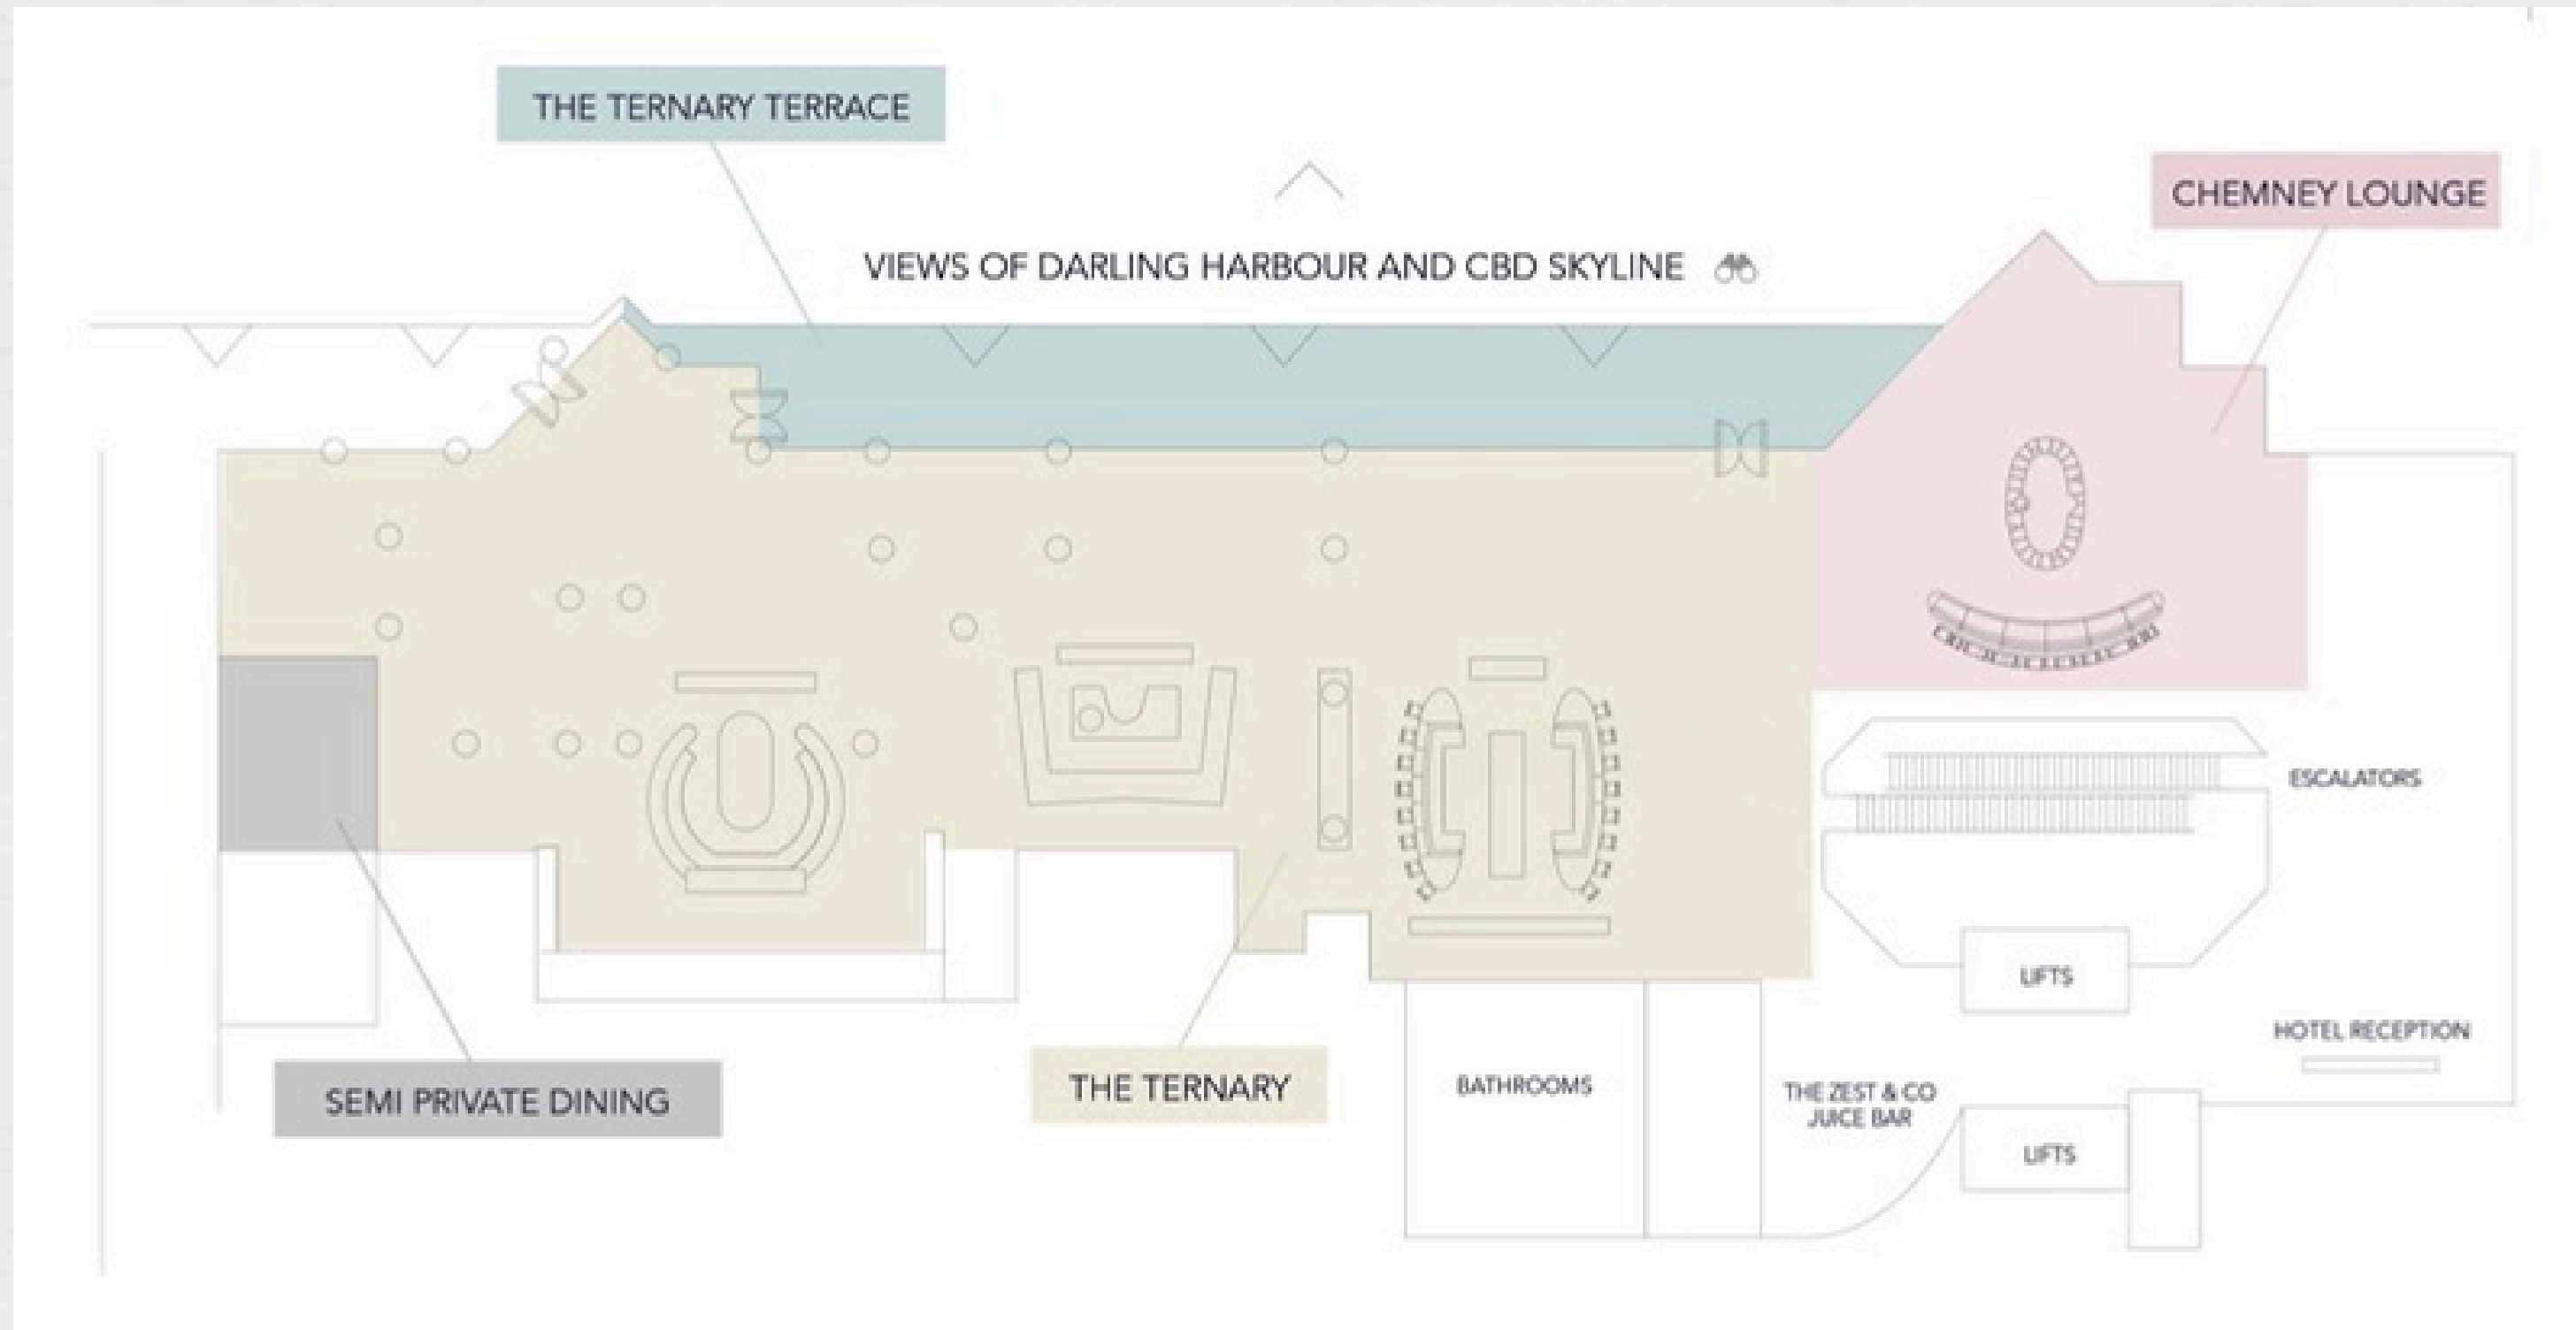 THE TERNARY TERRACE
CHEMNEY LOUNGE
VIEWS OF DARLING HARBOUR AND CBD SKYLINE
ESCALATORS
LIFTS
HOTEL RECEPTION
SEMI PRIVATE DINING
THE TERNARY
BATHROOMS
THE ZEST & CO
JUICE BAR
LIFTS